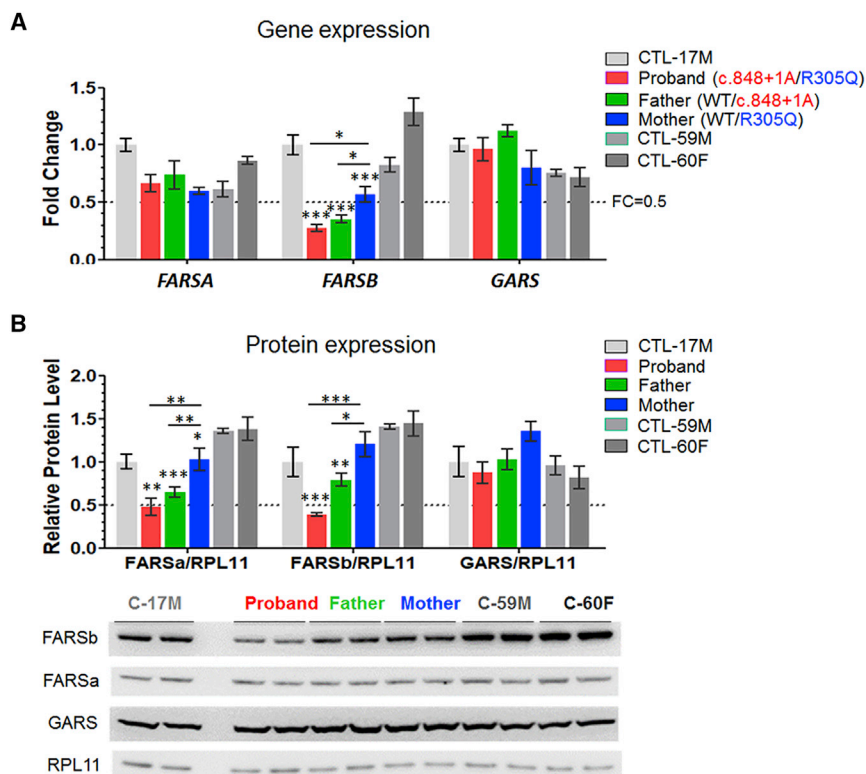 A
Gene expression
CTL-17M
Proband (c.848+1A/R305Q)
Father (WT/c.848+1A)
Mother (WT/R305Q)
CTL-59M
CTL-60F
Fold Change
1.5
1.0
0.5
0.0
*
*
***
***
***
FC=0.5
FARSA FARSB GARS
B
Protein expression
CTL-17M
Proband
Father
Mother
CTL-59M
CTL-60F
Relative Protein Level
2.0
1.5
1.0
0.5
0.0
**
**
*
***
**
***
*
**
***
FARSa/RPL11 FARSb/RPL11 GARS/RPL11
C-17M Proband Father Mother C-59M C-60F
FARSb
FARSa
GARS
RPL11